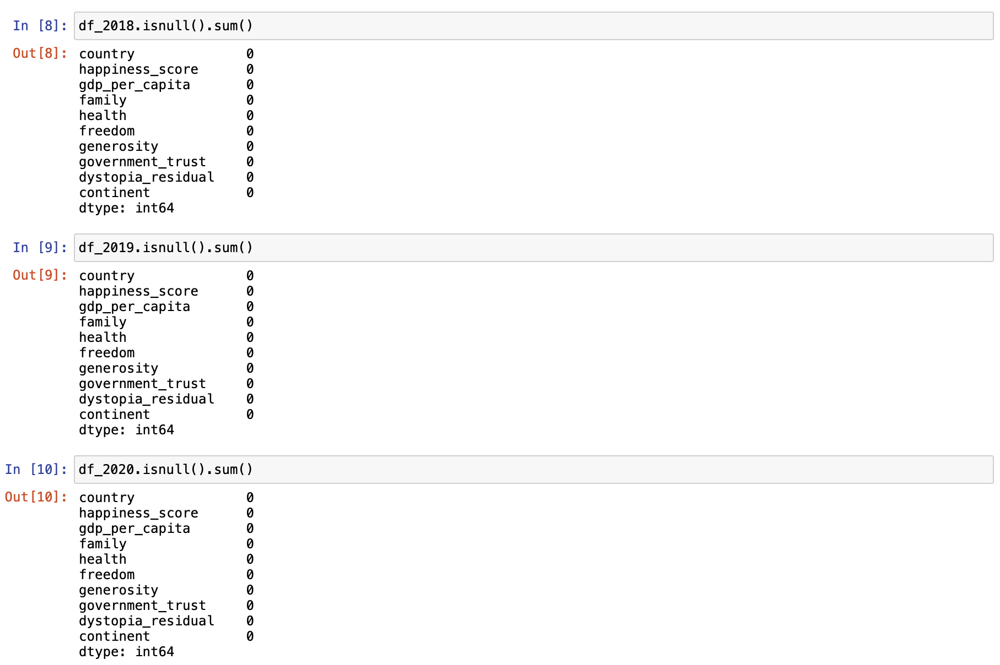 In [8]: df_2018.isnull().sum()
Out[8]: country 0
happiness_score 0
gdp_per_capita 0
family 0
health 0
freedom 0
generosity 0
government_trust 0
dystopia_residual 0
continent 0
dtype: int64
In [9]: df_2019.isnull().sum()
Out[9]: country 0
happiness_score 0
gdp_per_capita 0
family 0
health 0
freedom 0
generosity 0
government_trust 0
dystopia_residual 0
continent 0
dtype: int64
In [10]: df_2020.isnull().sum()
Out[10]: country 0
happiness_score 0
gdp_per_capita 0
family 0
health 0
freedom 0
generosity 0
government_trust 0
dystopia_residual 0
continent 0
dtype: int64